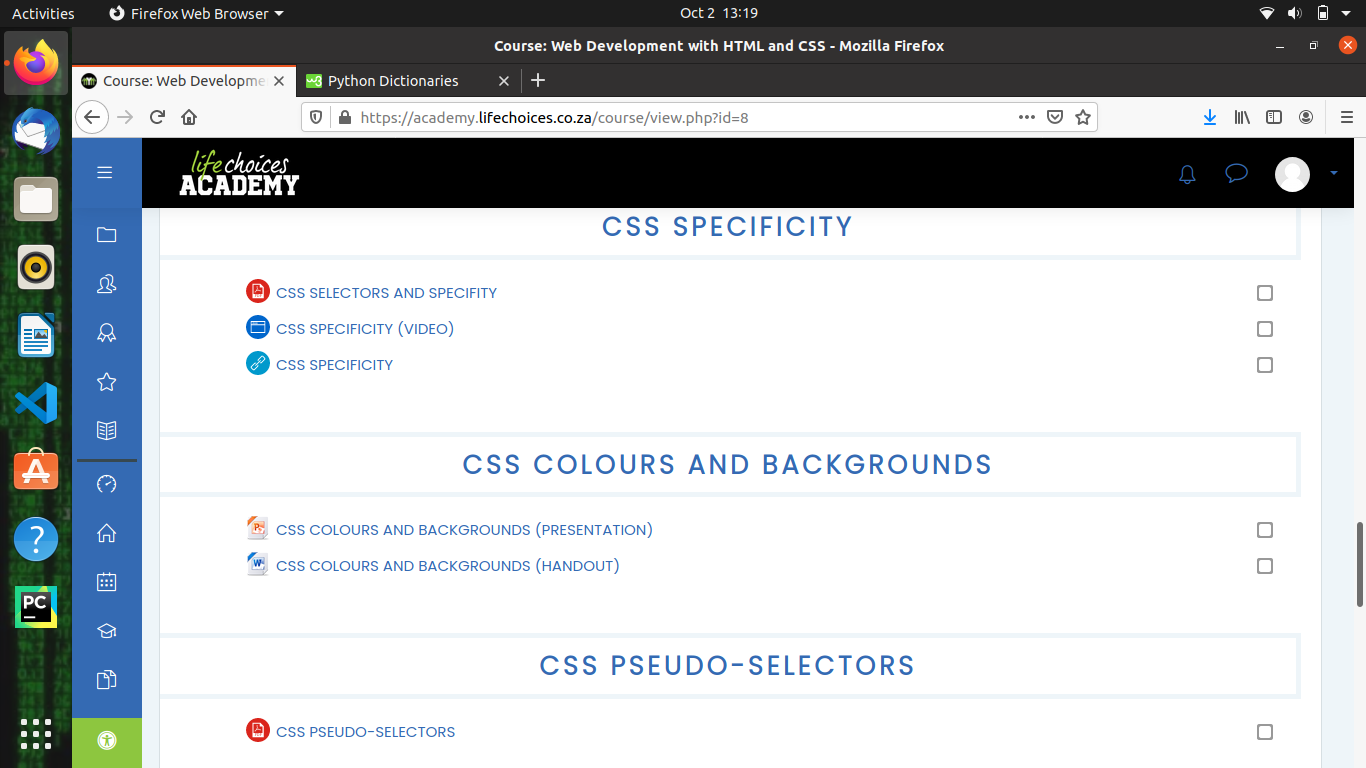 Activities
Firefox Web Browser
Oct 2 13:19
Course: Web Development with HTML and CSS - Mozilla Firefox
Course: Web Developme
Python Dictionaries
https://academy.lifechoices.co.za/course/view.php?id=8
life choices
ACADEMY
CSS SPECIFICITY
CSS SELECTORS AND SPECIFITY
CSS SPECIFICITY (VIDEO)
CSS SPECIFICITY
CSS COLOURS AND BACKGROUNDS
CSS COLOURS AND BACKGROUNDS (PRESENTATION)
CSS COLOURS AND BACKGROUNDS (HANDOUT)
PC
CSS PSEUDO-SELECTORS
CSS PSEUDO-SELECTORS